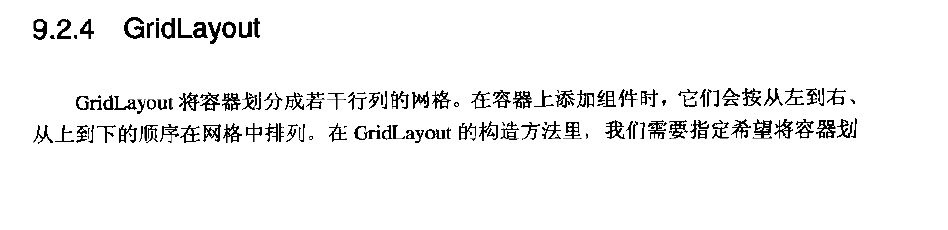 9.2.4 GridLayout
GridLayout 将容器划分成若干行列的网格。在容器上添加组件时，它们会按从左到右、
从上到下的顺序在网格中排列。在 GridLayout 的构造方法里，我们需要指定希望将容器划